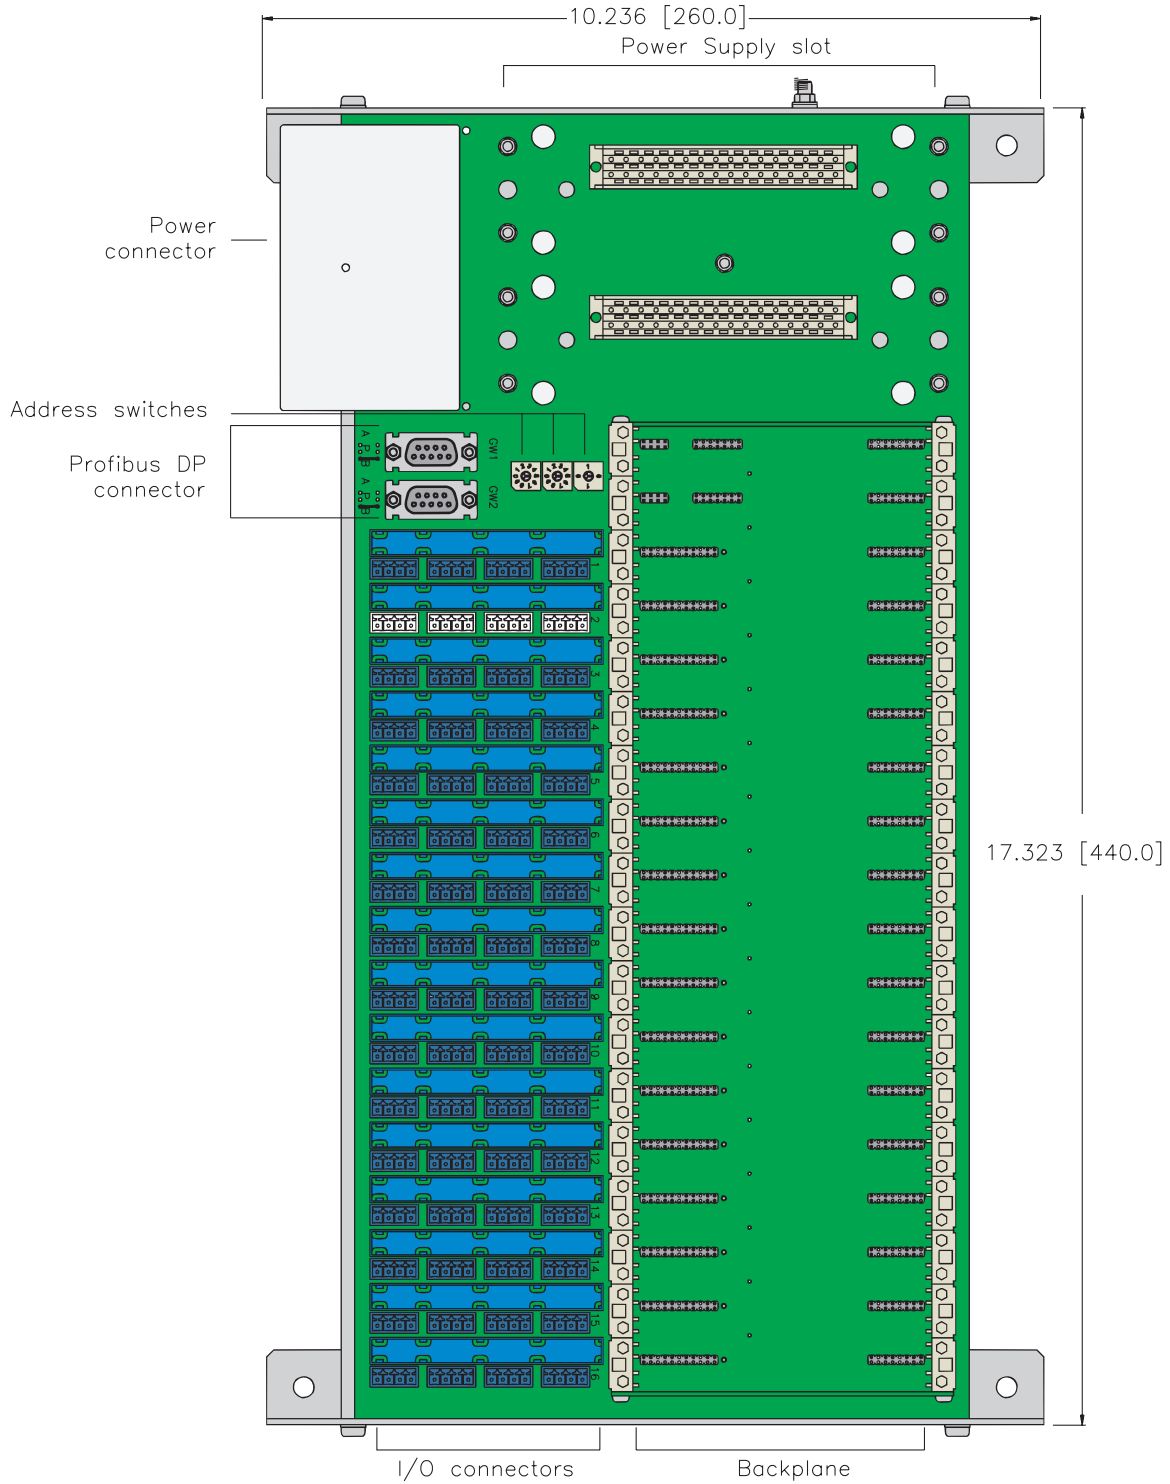 10.236 [260.0]
Power Supply slot
Power
connector
Address switches
Profibus DP
connector
A
P
B
GW1
A
P
B
GW2
1
2
3
4
5
6
7
17.323 [440.0]
8
9
10
11
12
13
14
15
16
I/O connectors
Backplane